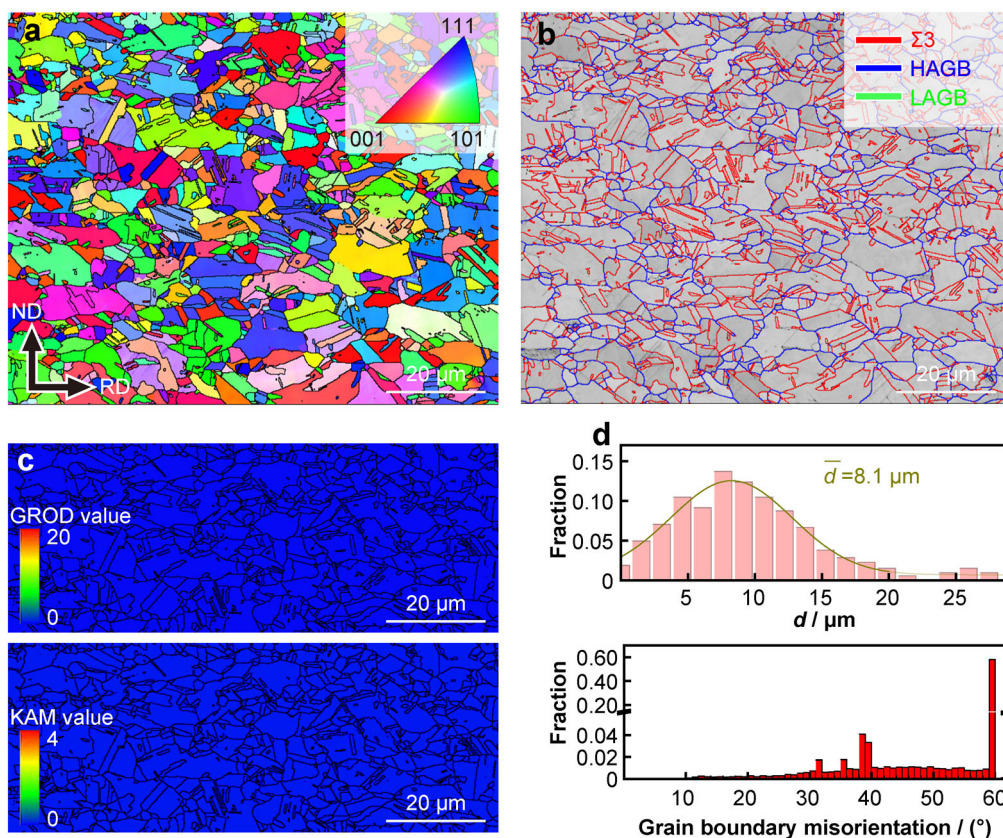 a
111
001
101
ND
RD
20 μm
b
Σ3
HAGB
LAGB
20 μm
c
GROD value
20
0
20 μm
KAM value
4
0
20 μm
d
d =8.1 μm
Fraction
0.15
0.10
0.05
0
5
10
15
20
25
d / μm
Fraction
0.60
0.40
0.20
0.04
0.02
0
10
20
30
40
50
60
Grain boundary misorientation / (°)